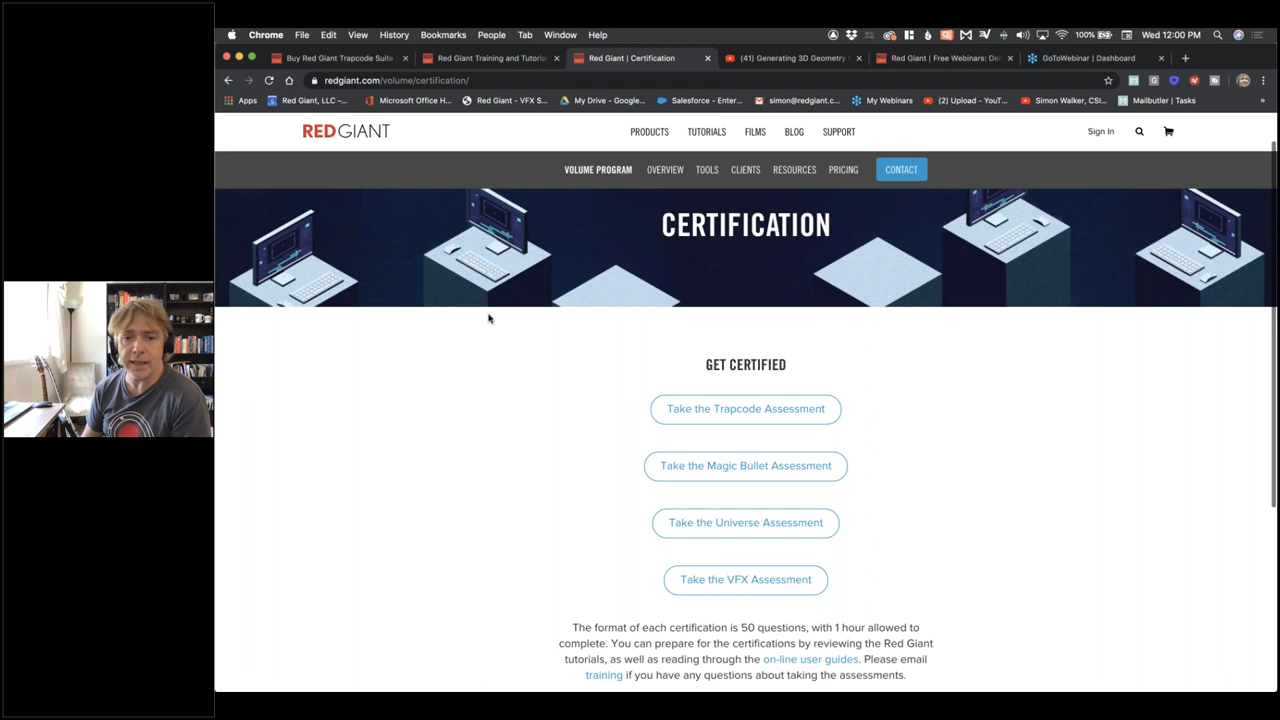 Chrome File Edit View History Bookmarks People Tab Window Help 100% Wed 12:00 PM
Buy Red Giant Trapcode Suite
Red Giant Training and Tutoria
Red Giant | Certification
(41) Generating 3D Geometry
Red Giant | Free Webinars: De
GoToWebinar | Dashboard
redgiant.com/volume/certification/
Apps Red Giant, LLC –... Microsoft Office H... Red Giant - VFX S... My Drive – Google... Salesforce - Enter... simon@redgiant.c... My Webinars (2) Upload - YouT... Simon Walker, CSI... Mailbutler | Tasks »
RED GIANT PRODUCTS TUTORIALS FILMS BLOG SUPPORT Sign In
VOLUME PROGRAM OVERVIEW TOOLS CLIENTS RESOURCES PRICING CONTACT
CERTIFICATION
GET CERTIFIED
Take the Trapcode Assessment
Take the Magic Bullet Assessment
Take the Universe Assessment
Take the VFX Assessment
The format of each certification is 50 questions, with 1 hour allowed to
complete. You can prepare for the certifications by reviewing the Red Giant
tutorials, as well as reading through the on-line user guides. Please email
training if you have any questions about taking the assessments.